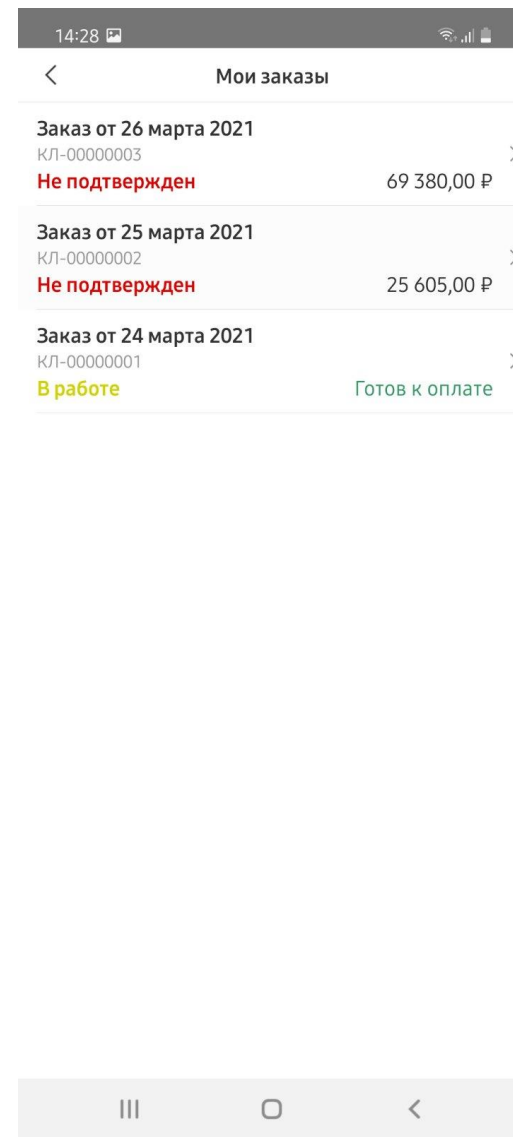 14:28
Мои заказы
Заказ от 26 марта 2021
КЛ-00000003
Не подтвержден 69 380,00 ₽
Заказ от 25 марта 2021
КЛ-00000002
Не подтвержден 25 605,00 ₽
Заказ от 24 марта 2021
КЛ-00000001
В работе Готов к оплате